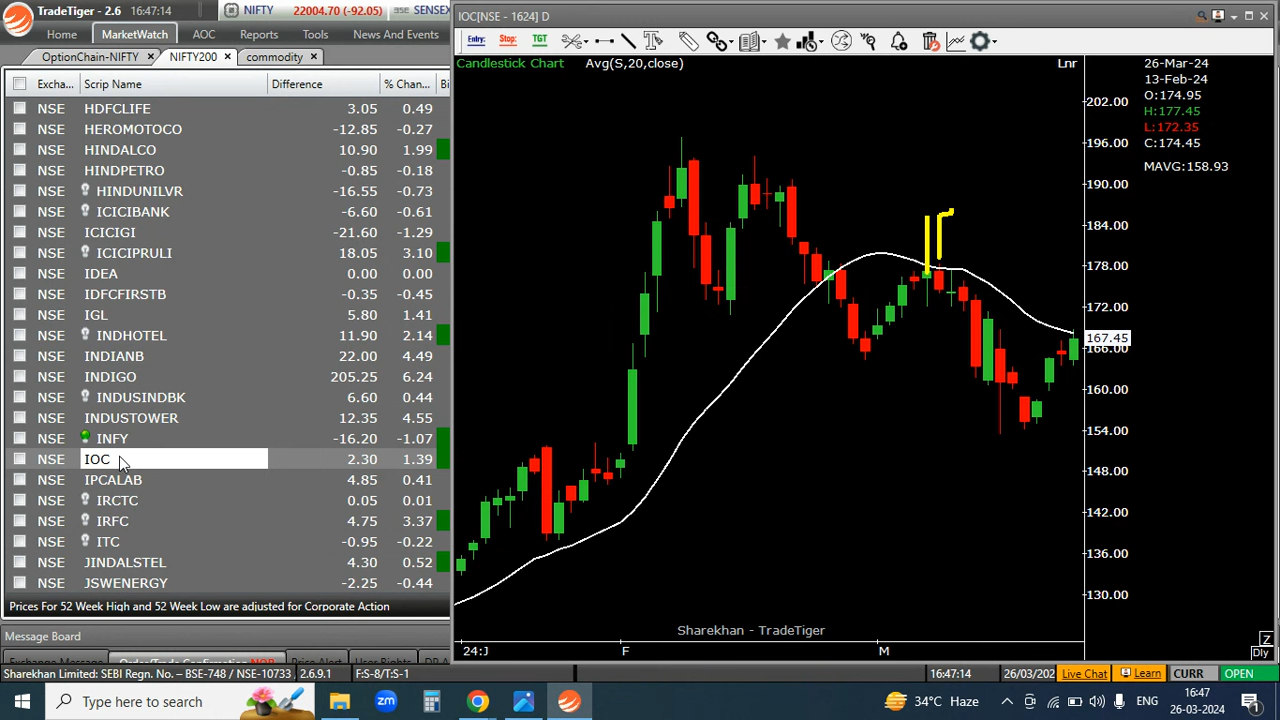 TradeTiger - 2.6
NIFTY 22004.70 (-92.05) SENSEX
Home MarketWatch AOC Reports Tools News And Events
OptionChain-NIFTY NIFTY200 commodity
Excha... Scrip Name Difference % Chan...
NSE HDFCLIFE 3.05 0.49
NSE HEROMOTOCO -12.85 -0.27
NSE HINDALCO 10.90 1.99
NSE HINDPETRO -0.85 -0.18
NSE HINDUNILVR -16.55 -0.73
NSE ICICIBANK -6.60 -0.61
NSE ICICIGI -21.60 -1.29
NSE ICICIPRULI 18.05 3.10
NSE IDEA 0.00 0.00
NSE IDFCFIRSTB -0.35 -0.45
NSE IGL 5.80 1.41
NSE INDHOTEL 11.90 2.14
NSE INDIANB 22.00 4.49
NSE INDIGO 205.25 6.24
NSE INDUSINDBK 6.60 0.44
NSE INDUSTOWER 12.35 4.55
NSE INFY -16.20 -1.07
NSE IOC 2.30 1.39
NSE IPCALAB 4.85 0.41
NSE IRCTC 0.05 0.01
NSE IRFC 4.75 3.37
NSE ITC -0.95 -0.22
NSE JINDALSTEL 4.30 0.52
NSE JSWENERGY -2.25 -0.44
Prices For 52 Week High and 52 Week Low are adjusted for Corporate Action
Message Board
IOC[NSE - 1624] D
Entry: Stop: TGT
Candlestick Chart Avg(S,20,close) Lnr
26-Mar-24
13-Feb-24
O:174.95
H:177.45
L:172.35
C:174.45
MAVG:158.93
202.00
196.00
190.00
184.00
178.00
172.00
167.45
166.00
160.00
154.00
148.00
142.00
136.00
130.00
Sharekhan - TradeTiger
24:J F M
Z
Dly
Sharekhan Limited: SEBI Regn. No. – BSE-748 / NSE-10733 2.6.9.1 F:S-8/T:S-1 16:47:14 26/03/202 Live Chat Learn CURR OPEN
Type here to search
34°C Haze ENG 16:47
26-03-2024